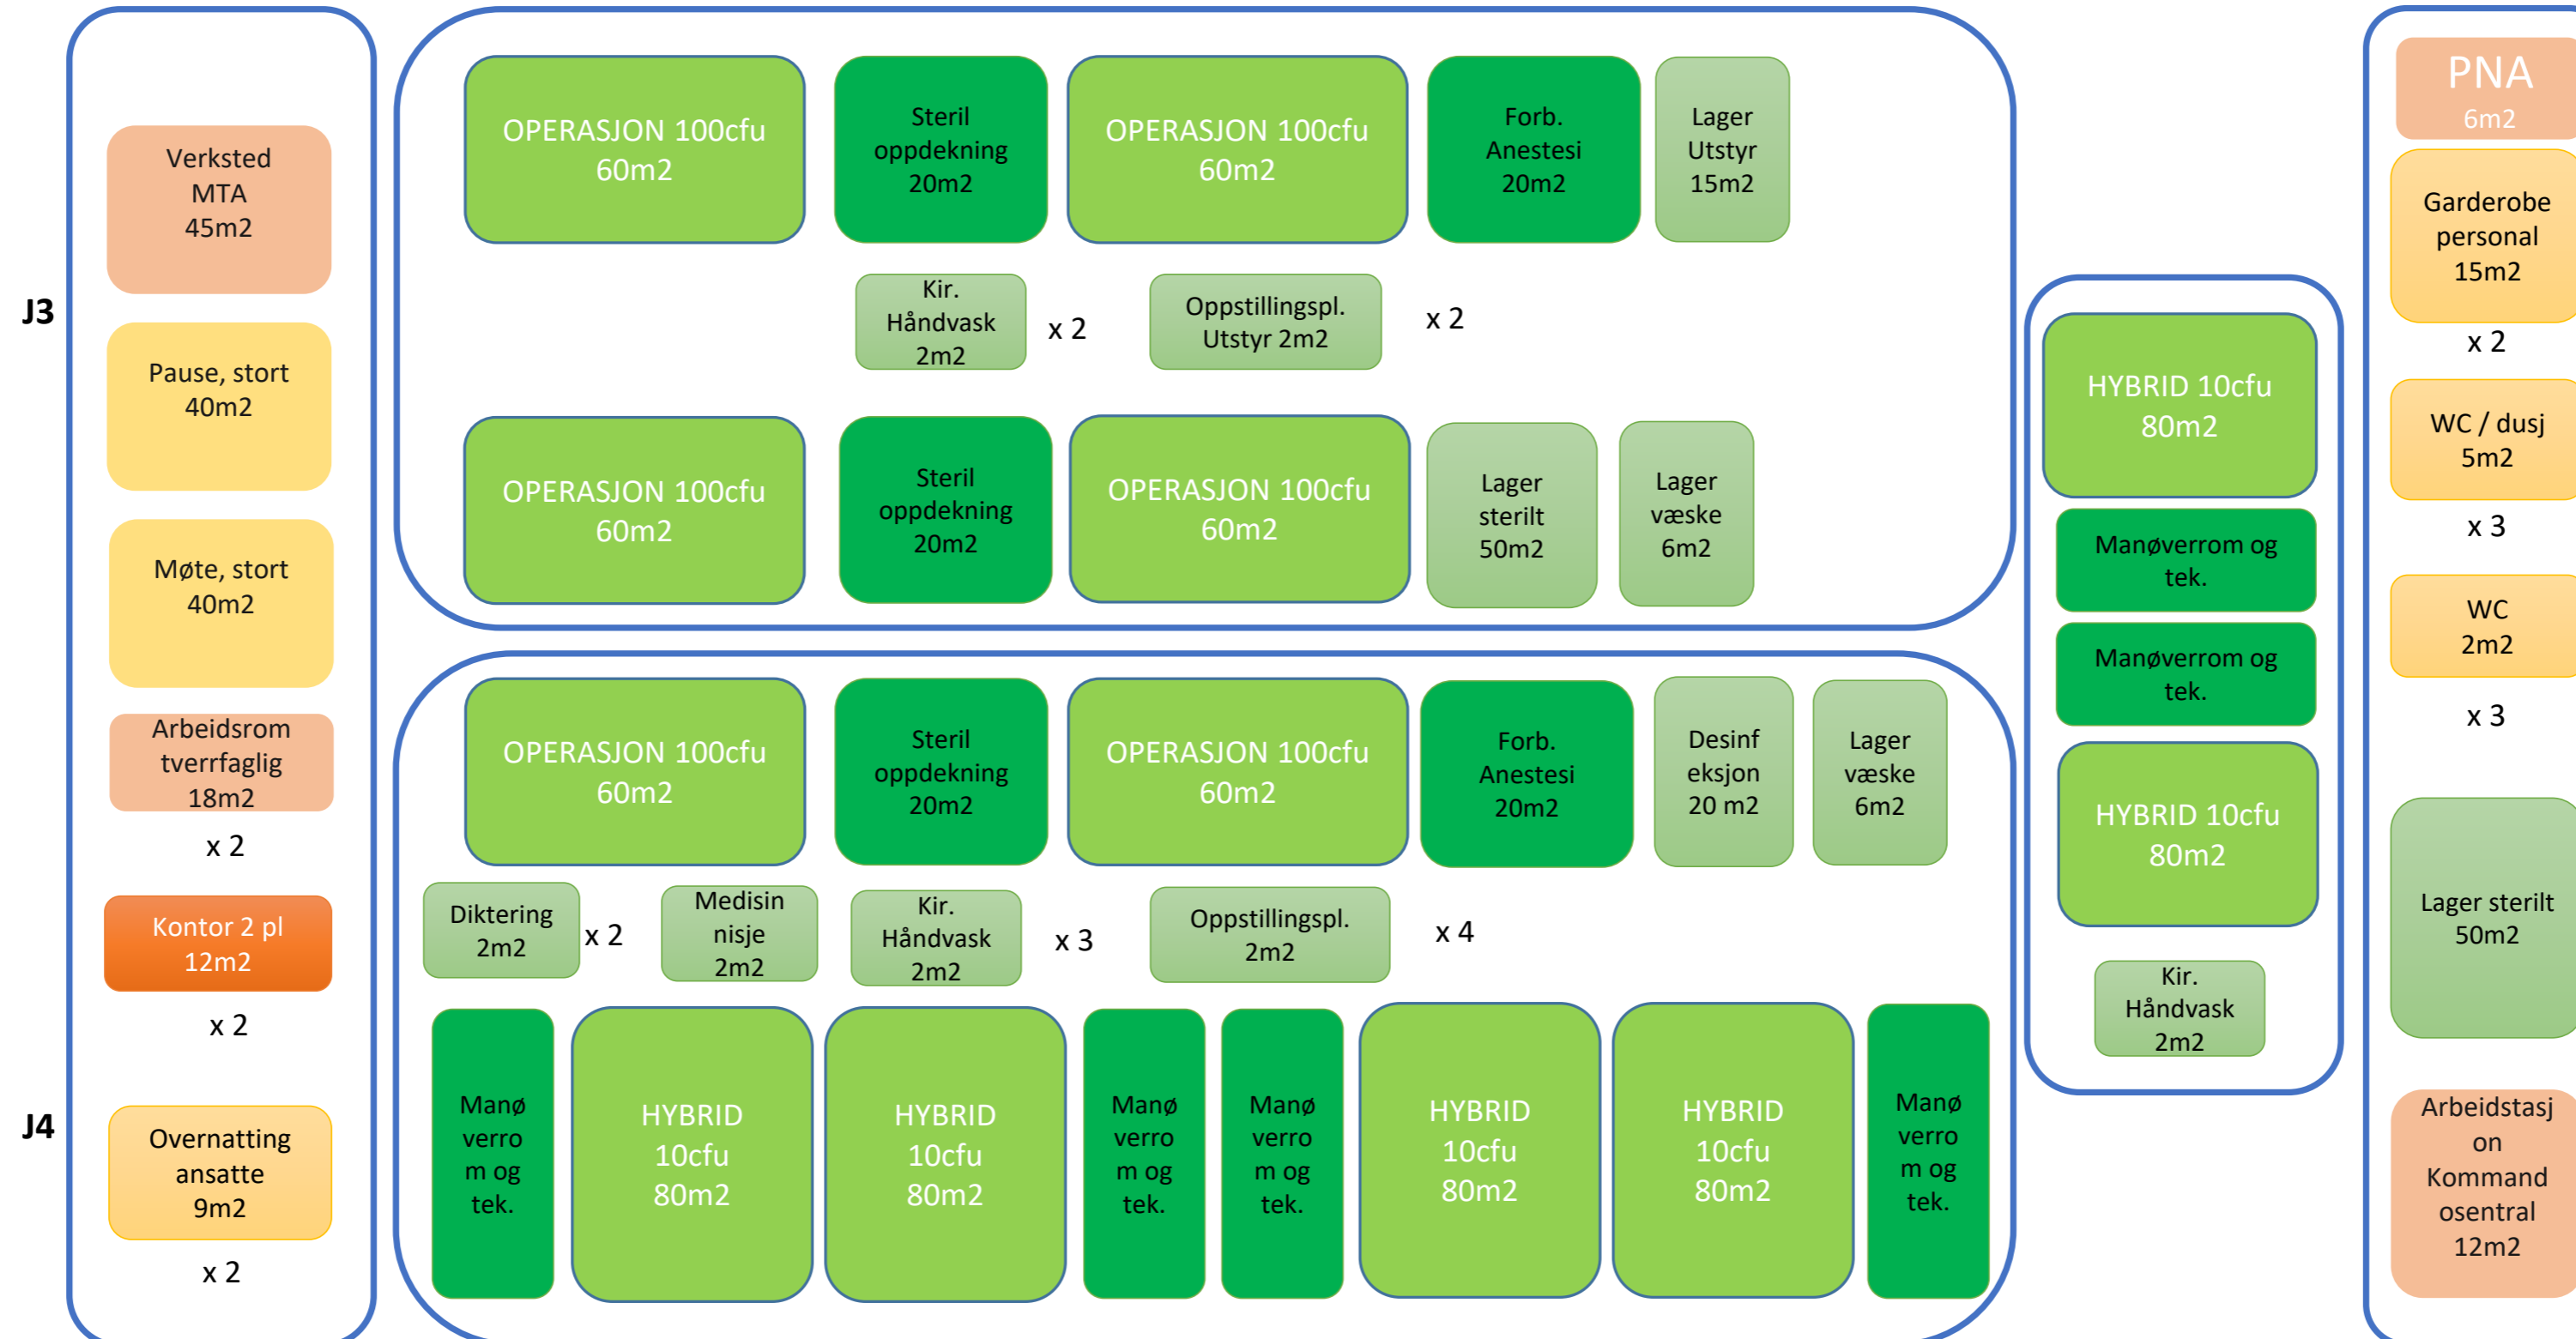 J3
J4
Verksted
MTA
45m2
Pause, stort
40m2
Møte, stort
40m2
Arbeidsrom
tverrfaglig
18m2
x 2
Kontor 2 pl
12m2
x 2
Overnatting
ansatte
9m2
x 2
OPERASJON 100cfu
60m2
Steril
oppdekning
20m2
OPERASJON 100cfu
60m2
Forb.
Anestesi
20m2
Lager
Utstyr
15m2
Kir.
Håndvask
2m2
x 2
Oppstillingspl.
Utstyr 2m2
x 2
OPERASJON 100cfu
60m2
Steril
oppdekning
20m2
OPERASJON 100cfu
60m2
Lager
sterilt
50m2
Lager
væske
6m2
OPERASJON 100cfu
60m2
Steril
oppdekning
20m2
OPERASJON 100cfu
60m2
Forb.
Anestesi
20m2
Desinf
eksjon
20 m2
Lager
væske
6m2
Diktering
2m2
x 2
Medisin
nisje
2m2
Kir.
Håndvask
2m2
x 3
Oppstillingspl.
2m2
x 4
Manø
verro
m og
tek.
HYBRID
10cfu
80m2
HYBRID
10cfu
80m2
Manø
verro
m og
tek.
Manø
verro
m og
tek.
HYBRID
10cfu
80m2
HYBRID
10cfu
80m2
Manø
verro
m og
tek.
HYBRID 10cfu
80m2
Manøverrom og
tek.
Manøverrom og
tek.
HYBRID 10cfu
80m2
Kir.
Håndvask
2m2
PNA
6m2
Garderobe
personal
15m2
x 2
WC / dusj
5m2
x 3
WC
2m2
x 3
Lager sterilt
50m2
Arbeidstasj
on
Kommand
osentral
12m2